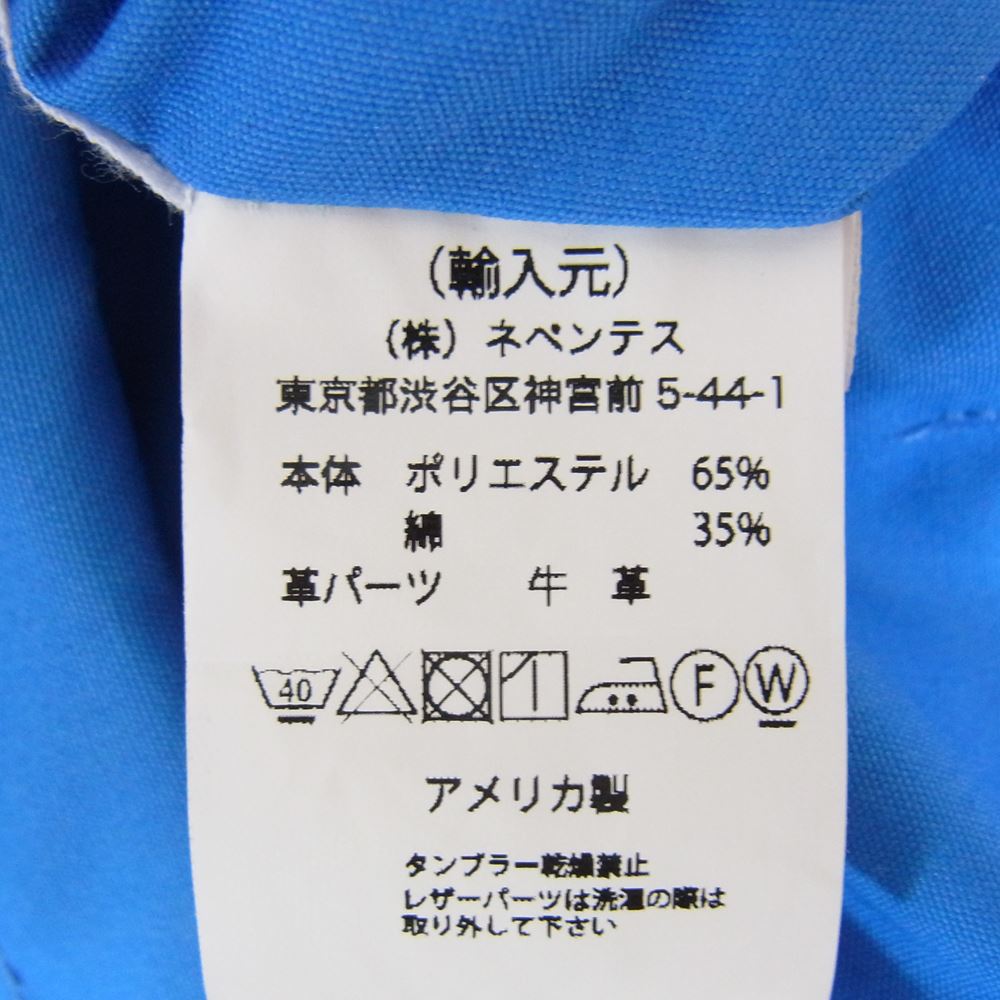 (輸入元)
(株) ネペンテス
東京都渋谷区神宮前 5-44-1
本体 ポリエステル 65%
綿 35%
革パーツ 牛 革
40 F W
アメリカ製
タンブラー乾燥禁止
レザーパーツは洗濯の際は
取り外して下さい